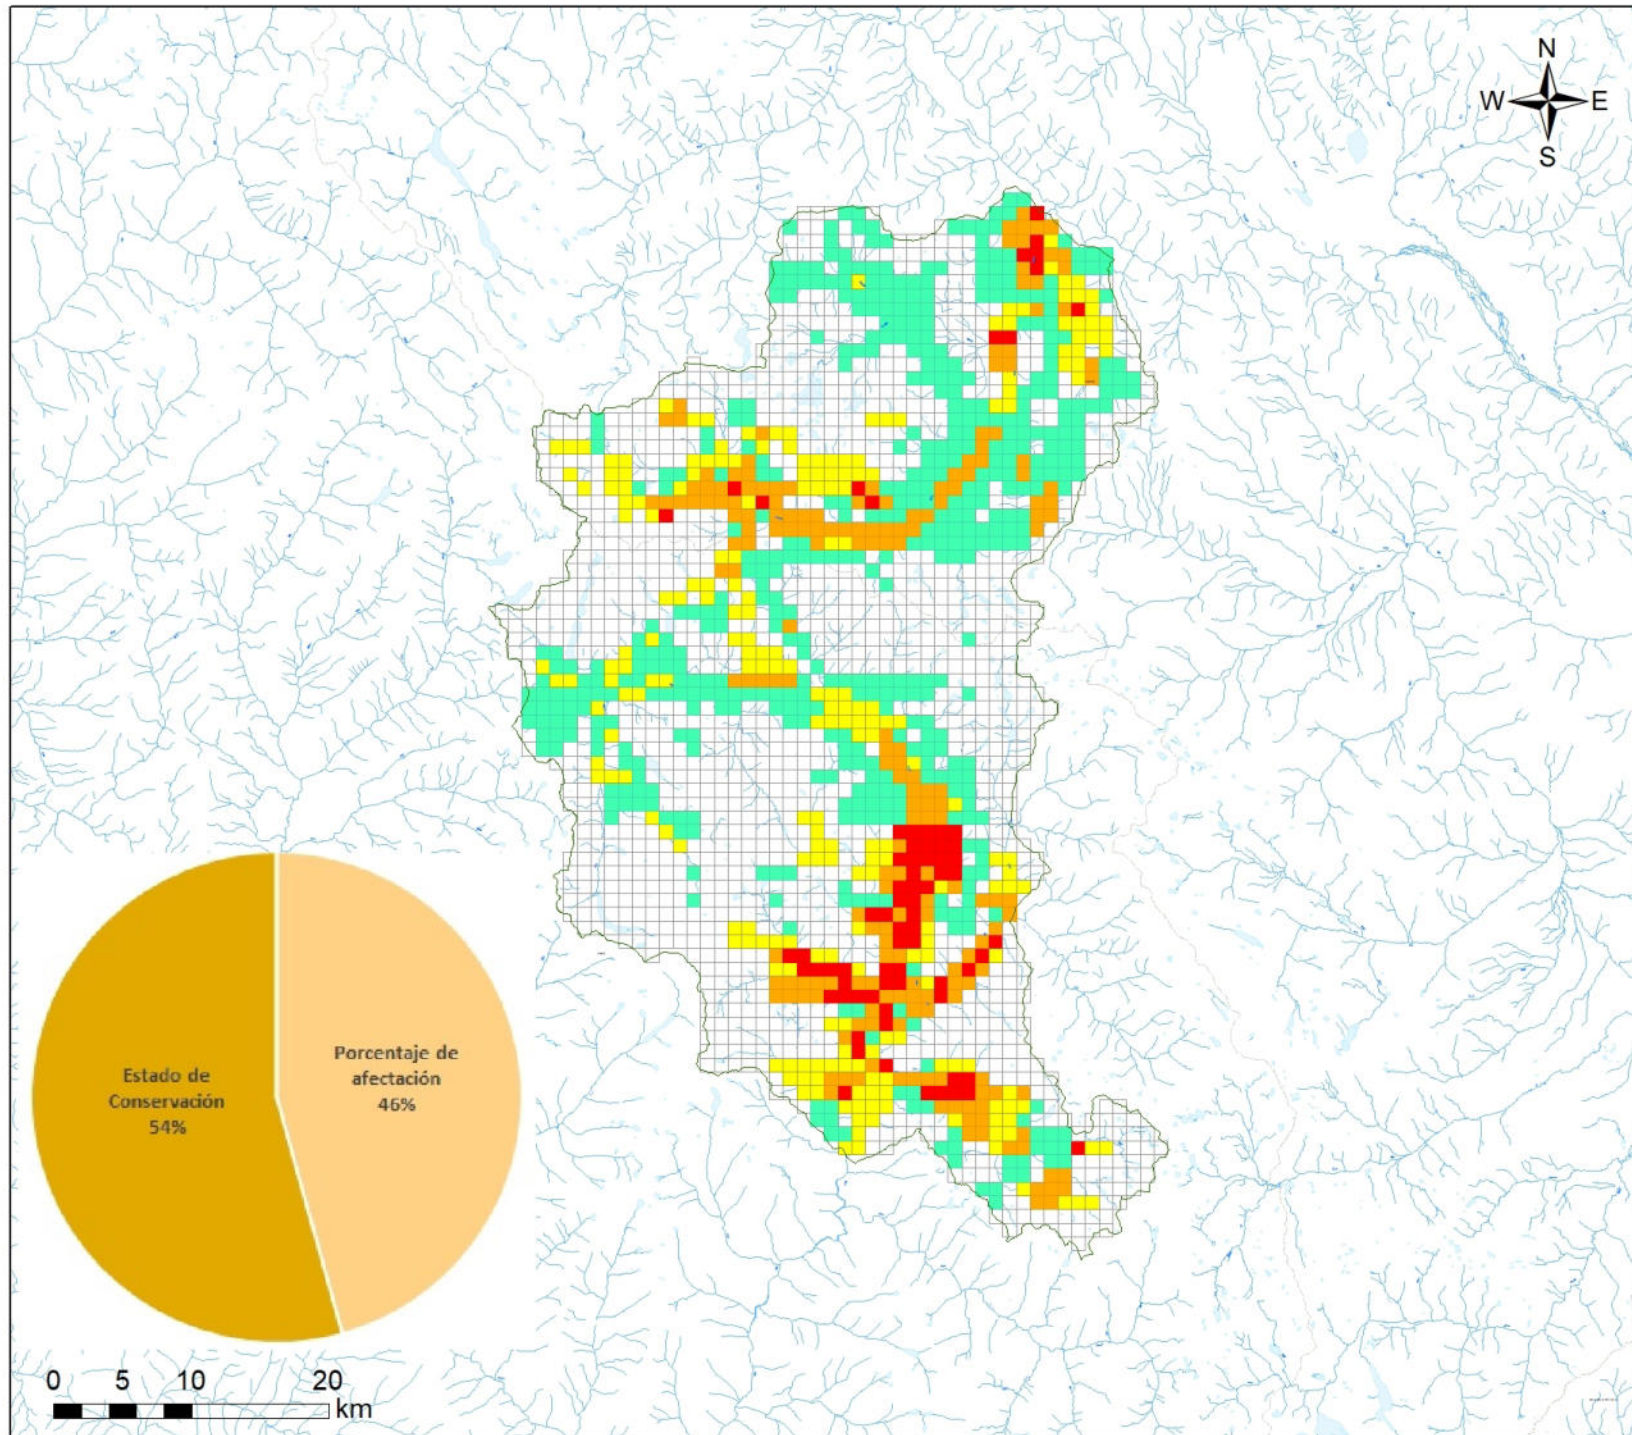 N
W E
S
Porcentaje de
afectación
46%
Estado de
Conservación
54%
0 5 10 20
km